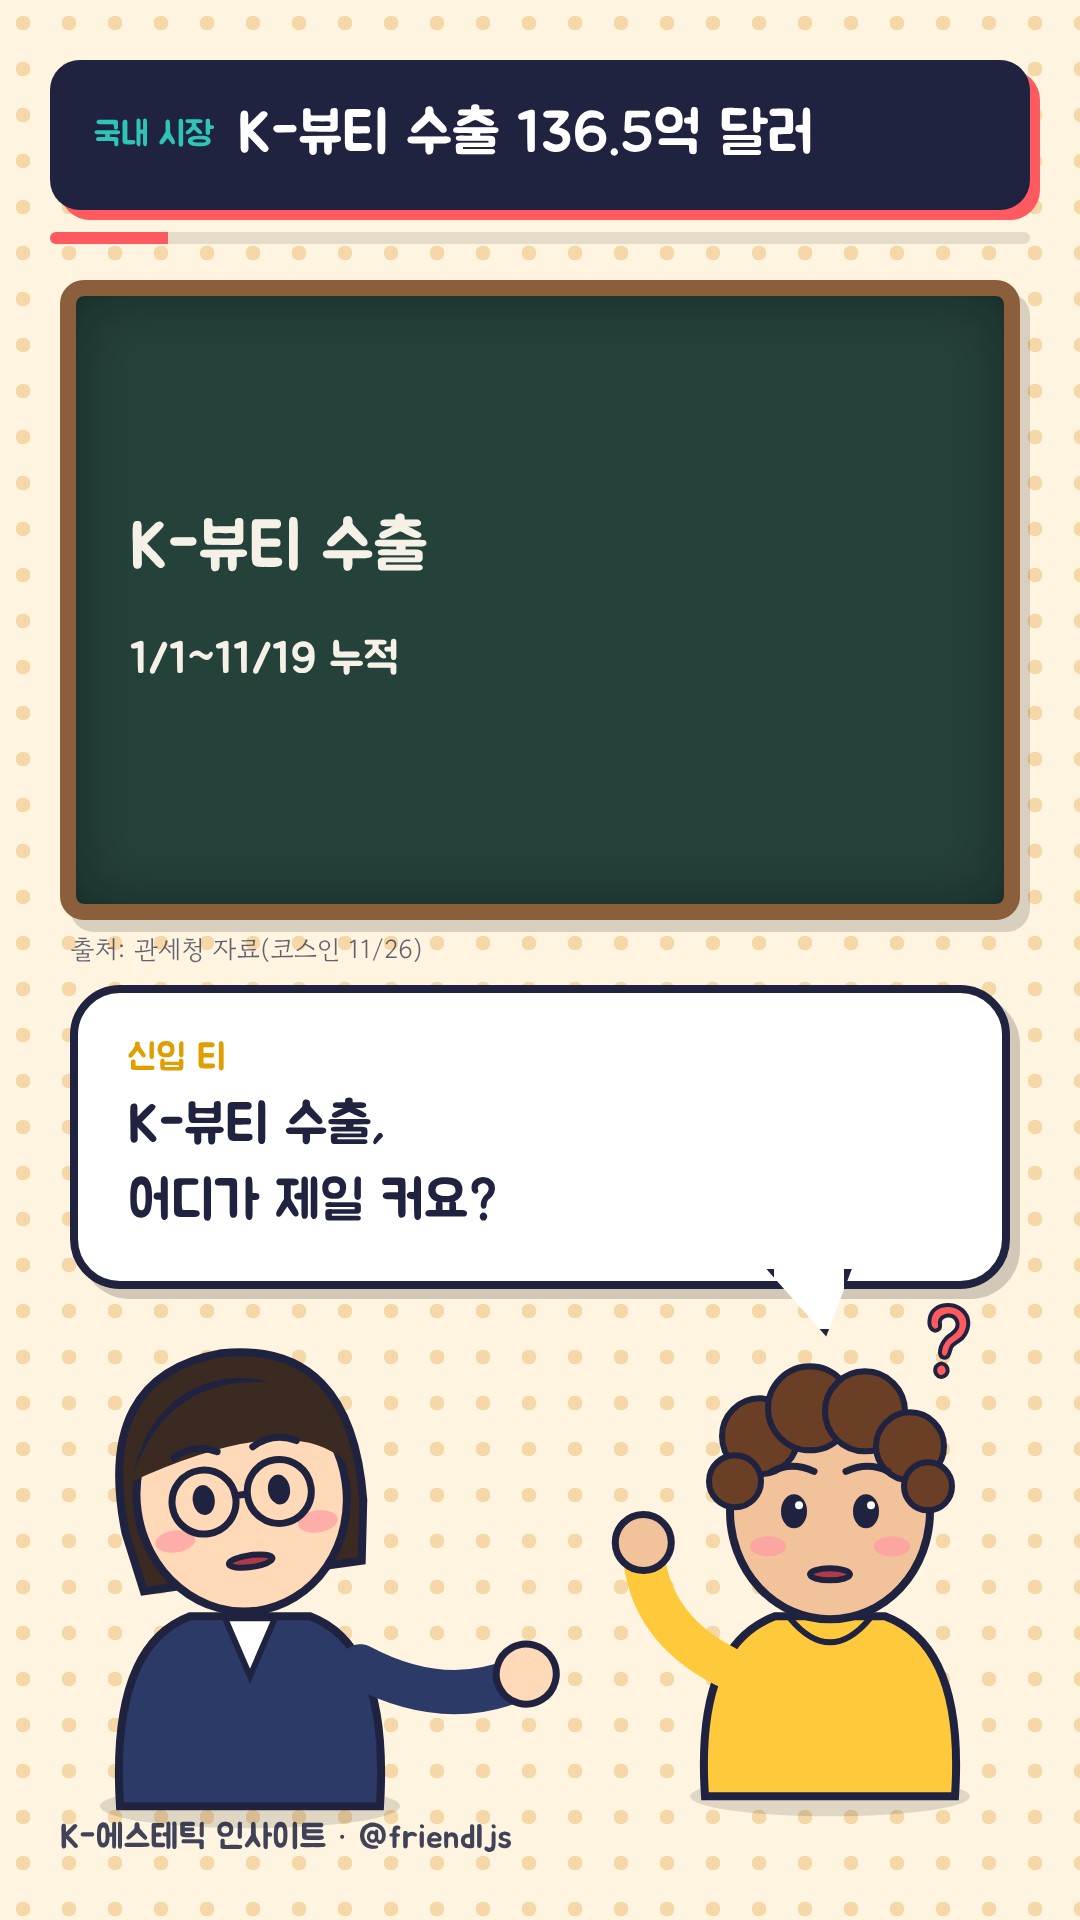 국내 시장 K-뷰티 수출 136.5억 달러
K-뷰티 수출
1/1~11/19 누적
출처: 관세청 자료(코스인 11/26)
신입 티
K-뷰티 수출,
어디가 제일 커요?
?
K-에스테틱 인사이트 · @friendljs